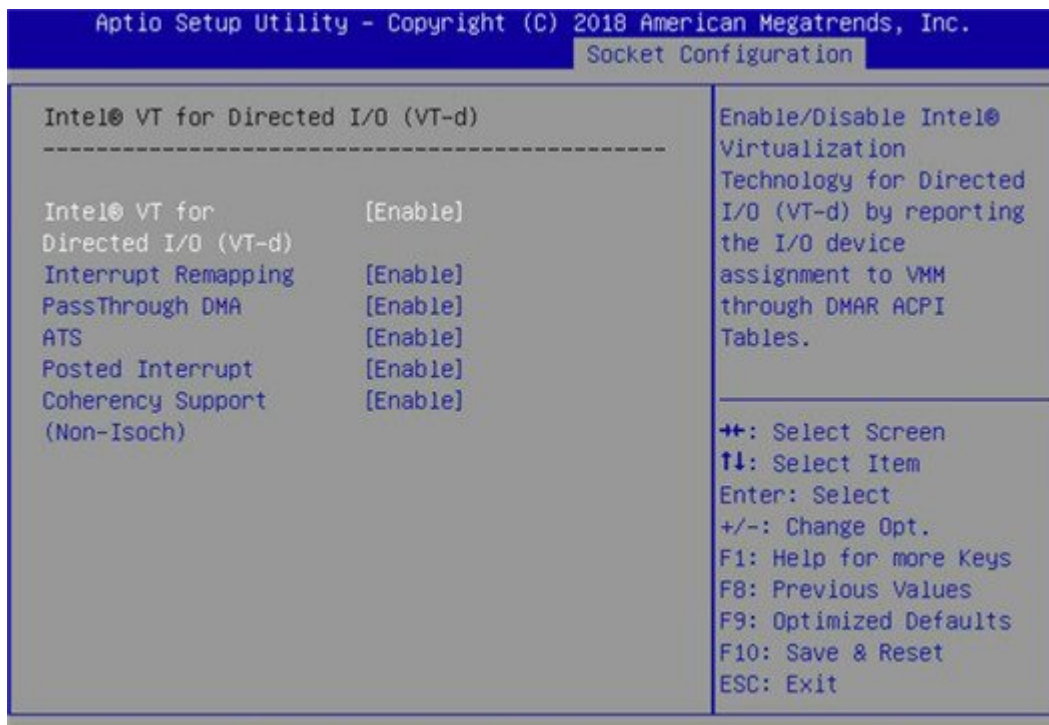 Aptio Setup Utility – Copyright (C) 2018 American Megatrends, Inc.
Socket Configuration
Intel® VT for Directed I/O (VT-d)
------------------------------------------------
Intel® VT for [Enable]
Directed I/O (VT-d)
Interrupt Remapping [Enable]
PassThrough DMA [Enable]
ATS [Enable]
Posted Interrupt [Enable]
Coherency Support [Enable]
(Non-Isoch)
Enable/Disable Intel®
Virtualization
Technology for Directed
I/O (VT-d) by reporting
the I/O device
assignment to VMM
through DMAR ACPI
Tables.
→←: Select Screen
↑↓: Select Item
Enter: Select
+/-: Change Opt.
F1: Help for more Keys
F8: Previous Values
F9: Optimized Defaults
F10: Save & Reset
ESC: Exit